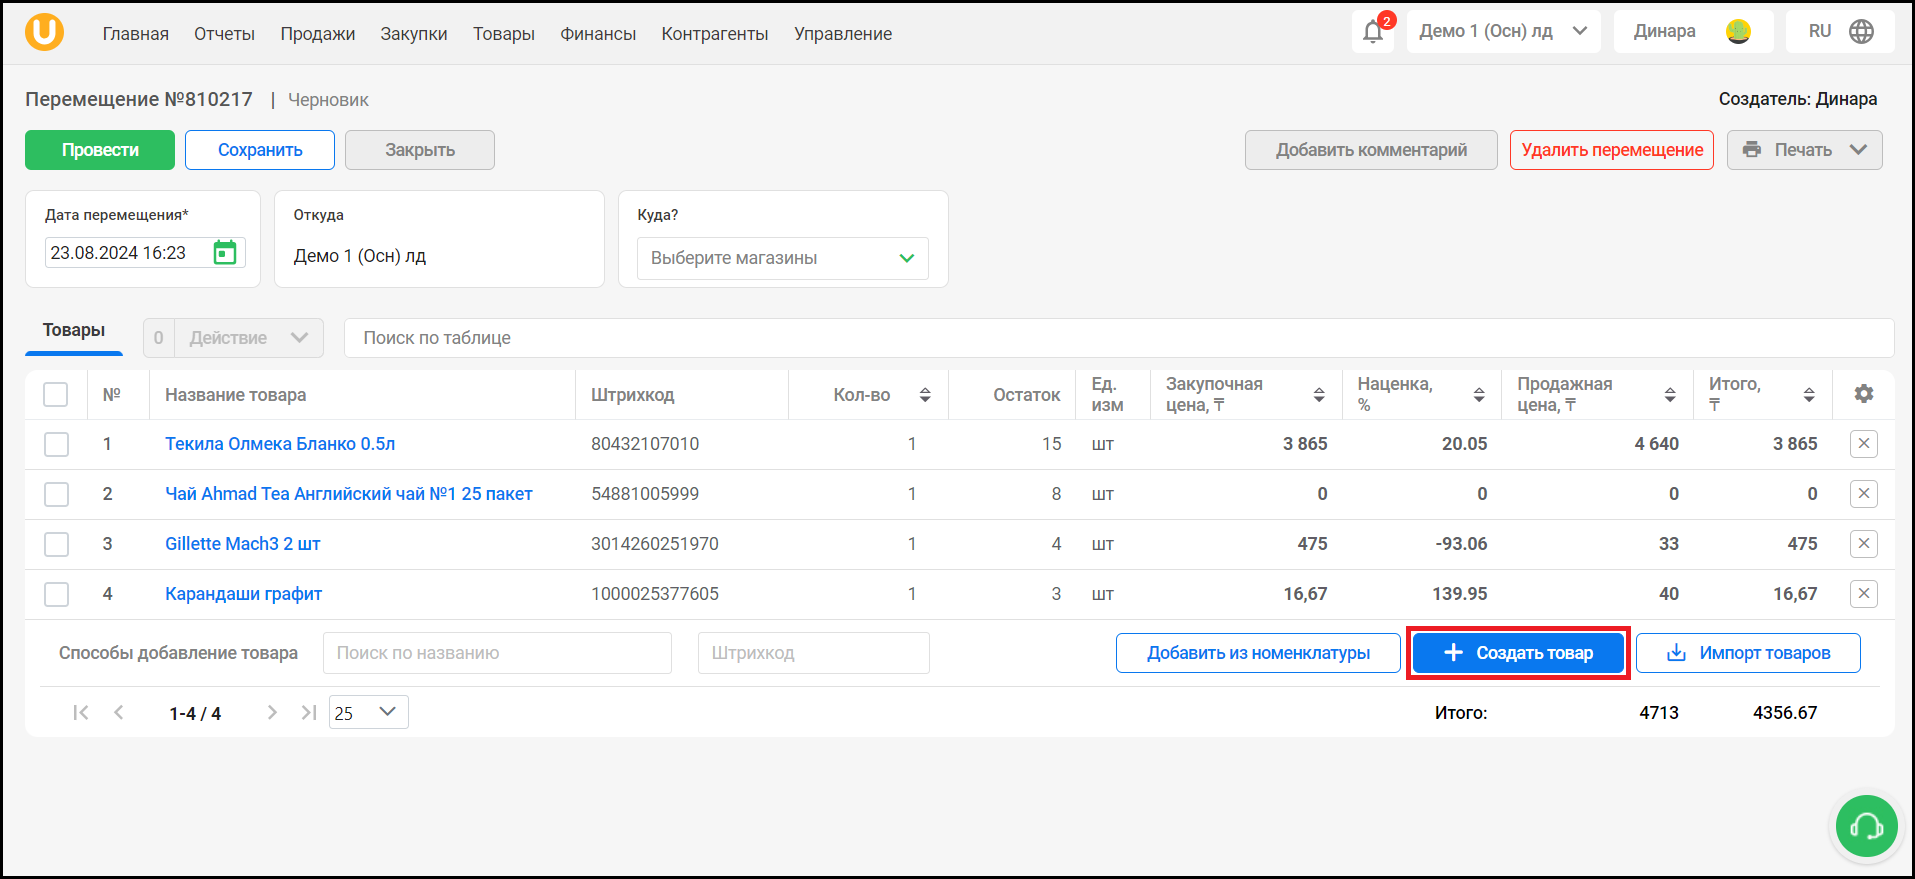 U Главная Отчеты Продажи Закупки Товары Финансы Контрагенты Управление 2 Демо 1 (Осн) лд Динара RU
Перемещение №810217 | Черновик Создатель: Динара
Провести Сохранить Закрыть Добавить комментарий Удалить перемещение Печать
Дата перемещения* Откуда Куда?
23.08.2024 16:23 Демо 1 (Осн) лд Выберите магазины
Товары 0 Действие Поиск по таблице
№ Название товара Штрихкод Кол-во Остаток Ед. изм Закупочная цена, ₸ Наценка, % Продажная цена, ₸ Итого, ₸
1 Текила Олмека Бланко 0.5л 80432107010 1 15 шт 3 865 20.05 4 640 3 865
2 Чай Ahmad Tea Английский чай №1 25 пакет 54881005999 1 8 шт 0 0 0 0
3 Gillette Mach3 2 шт 3014260251970 1 4 шт 475 -93.06 33 475
4 Карандаши графит 1000025377605 1 3 шт 16,67 139.95 40 16,67
Способы добавление товара Поиск по названию Штрихкод Добавить из номенклатуры + Создать товар Импорт товаров
1-4 / 4 25 Итого: 4713 4356.67